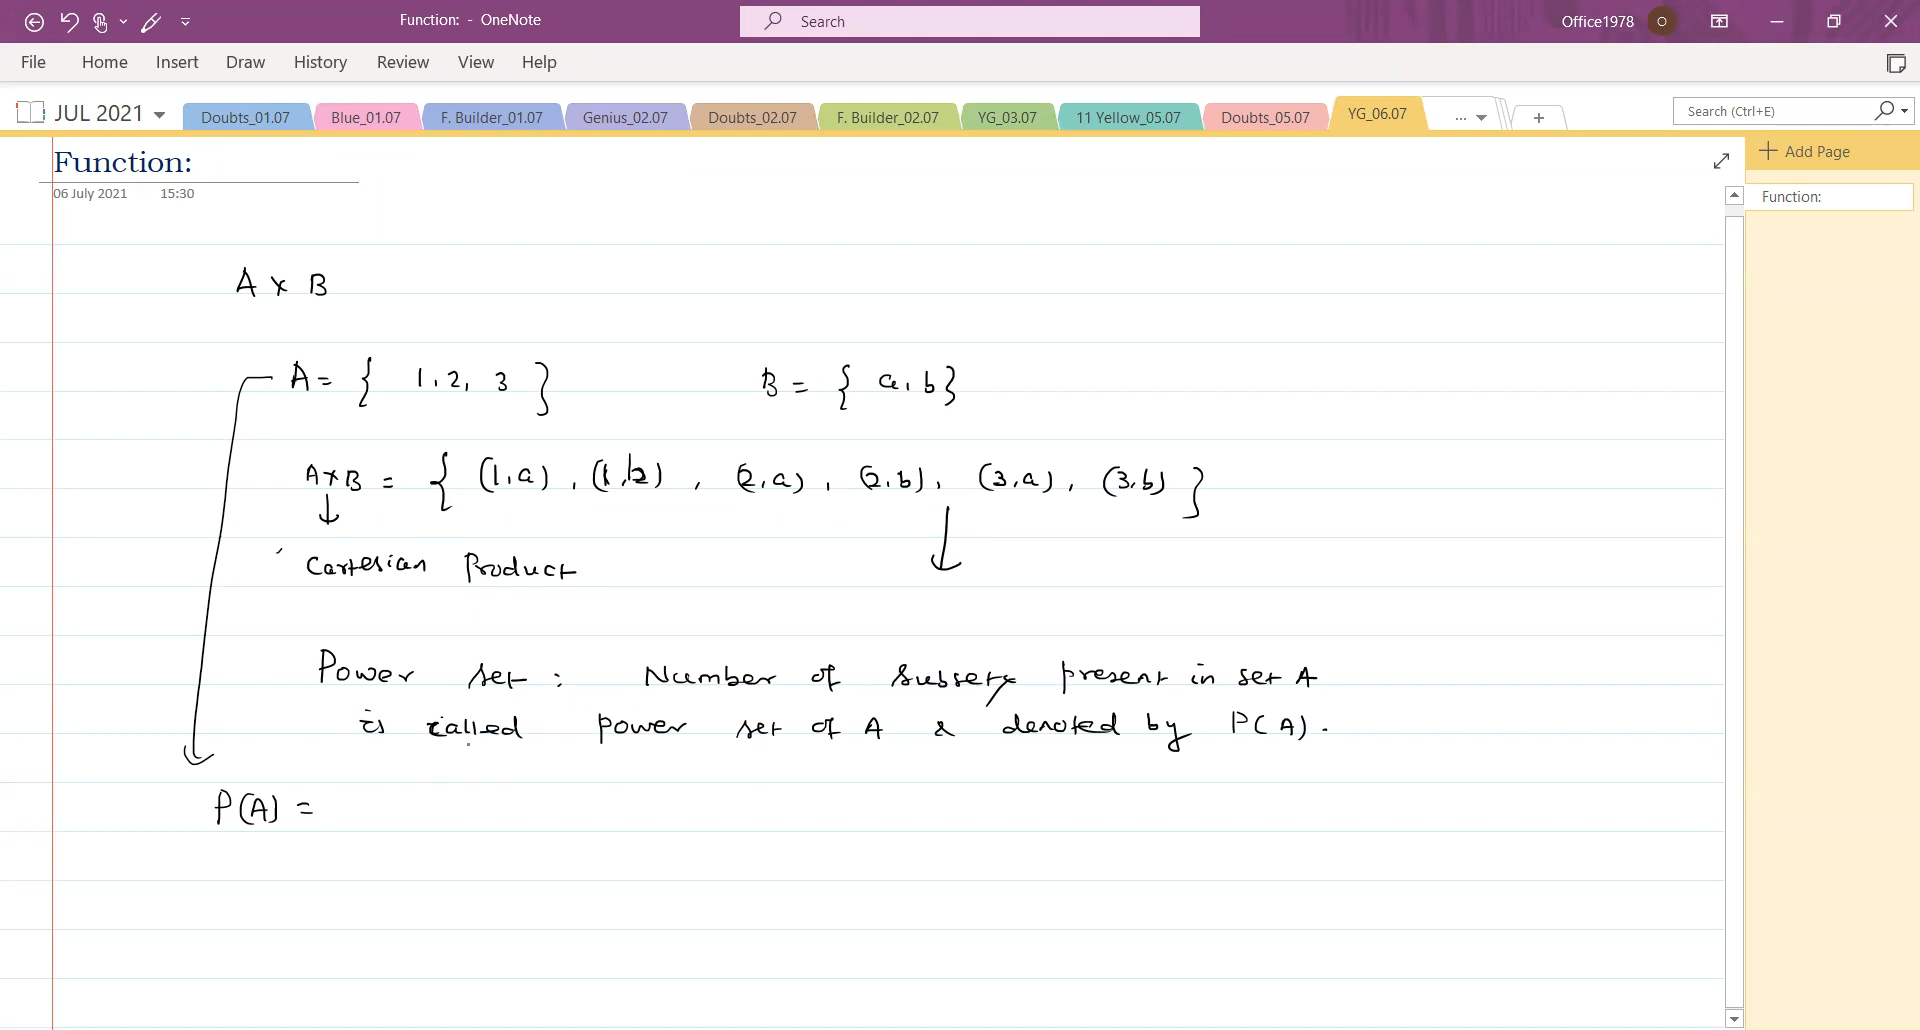 Function: - OneNote
Search
Office1978 O
File Home Insert Draw History Review View Help
JUL 2021 Doubts_01.07 Blue_01.07 F. Builder_01.07 Genius_02.07 Doubts_02.07 F. Builder_02.07 YG_03.07 11 Yellow_05.07 Doubts_05.07 YG_06.07 ... +
Search (Ctrl+E)
Add Page
Function:
Function:
06 July 2021 15:30
A × B
A = { 1, 2, 3 } B = { a, b }
A×B = { (1,a), (1,b), (2,a), (2,b), (3,a), (3,b) }
Cartesian Product
Power set : Number of subsets present in set A
is called power set of A & denoted by P(A).
P(A) =